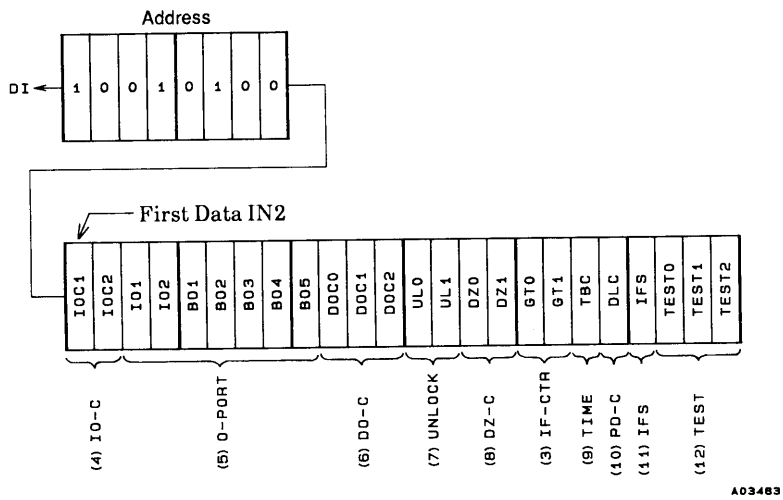 Address
DI
1 0 0 1 0 1 0 0
First Data IN2
IOC1 IOC2 IO1 IO2 BO1 BO2 BO3 BO4 BO5 DOC0 DOC1 DOC2 UL0 UL1 DZ0 DZ1 GT0 GT1 TBC DLC IFS TEST0 TEST1 TEST2
(4) IO-C
(5) O-PORT
(6) DO-C
(7) UNLOCK
(8) DZ-C
(3) IF-CTR
(9) TIME
(10) PD-C
(11) IFS
(12) TEST
A03483